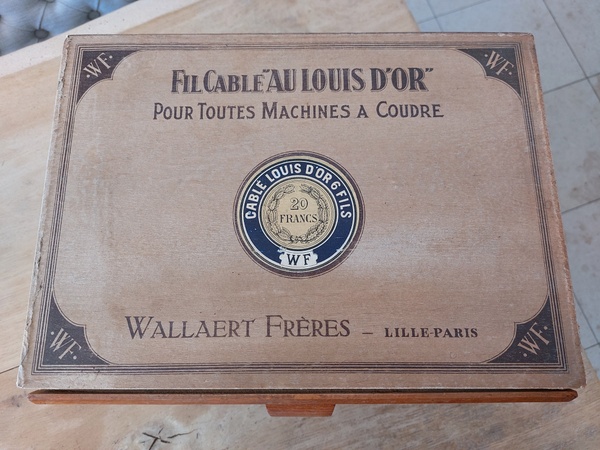 ·WF·
·WF·
FIL CABLE "AU LOUIS D'OR"
POUR TOUTES MACHINES A COUDRE
CABLÉ LOUIS D'OR 6 FILS
20
FRANCS
WF
WALLAERT FRÈRES – LILLE-PARIS
·WF·
·WF·